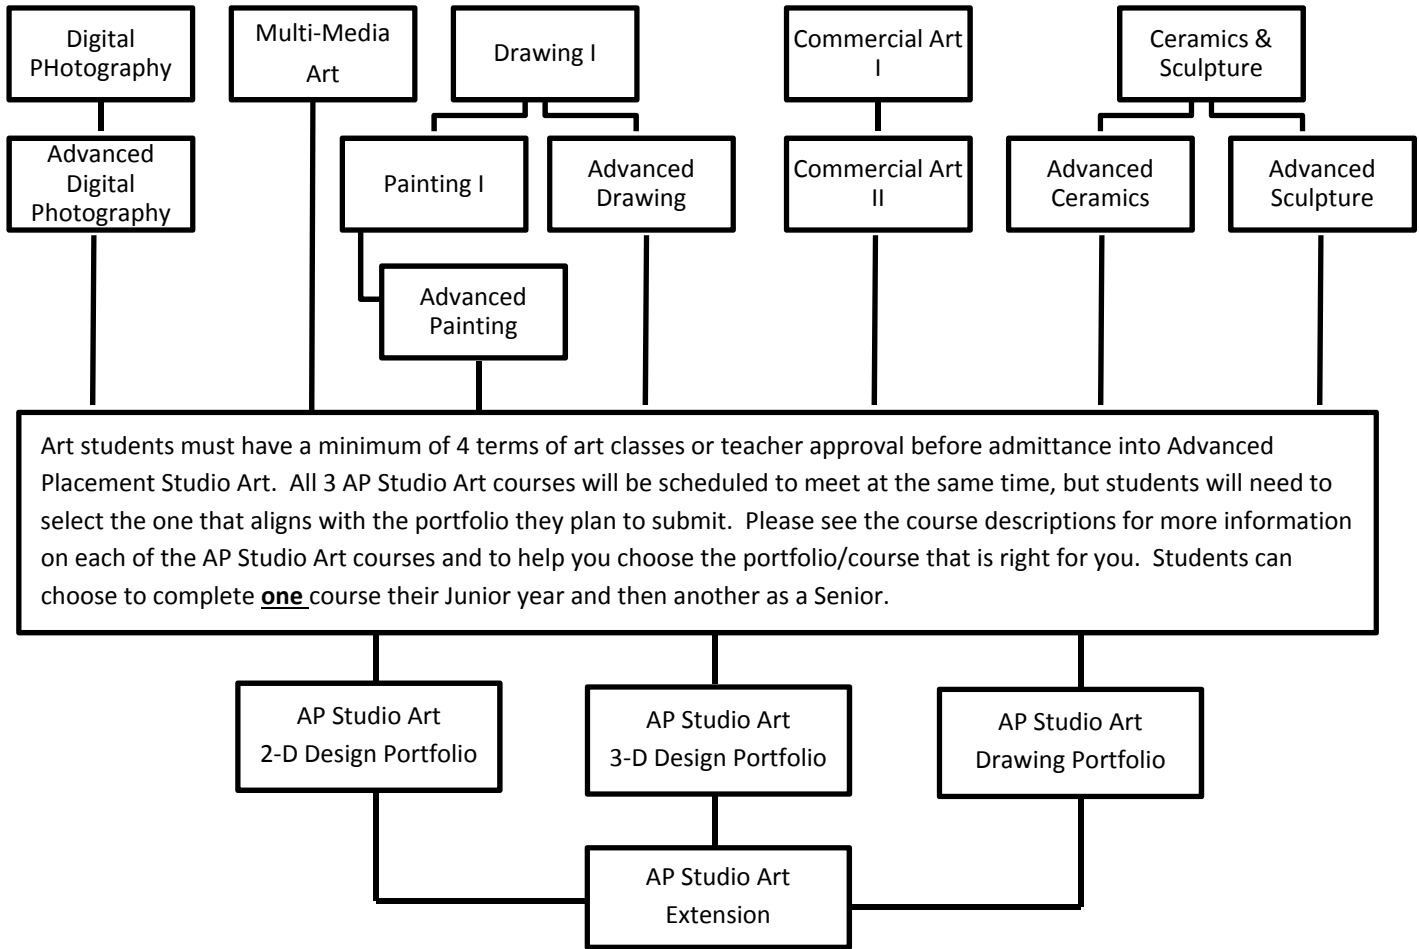 Digital
PHotography
Multi-Media
Art
Drawing I
Commercial Art
I
Ceramics &
Sculpture
Advanced
Digital
Photography
Painting I
Advanced
Drawing
Commercial Art
II
Advanced
Ceramics
Advanced
Sculpture
Advanced
Painting
Art students must have a minimum of 4 terms of art classes or teacher approval before admittance into Advanced
Placement Studio Art.  All 3 AP Studio Art courses will be scheduled to meet at the same time, but students will need to
select the one that aligns with the portfolio they plan to submit.  Please see the course descriptions for more information
on each of the AP Studio Art courses and to help you choose the portfolio/course that is right for you.  Students can
choose to complete one course their Junior year and then another as a Senior.
AP Studio Art
2-D Design Portfolio
AP Studio Art
3-D Design Portfolio
AP Studio Art
Drawing Portfolio
AP Studio Art
Extension